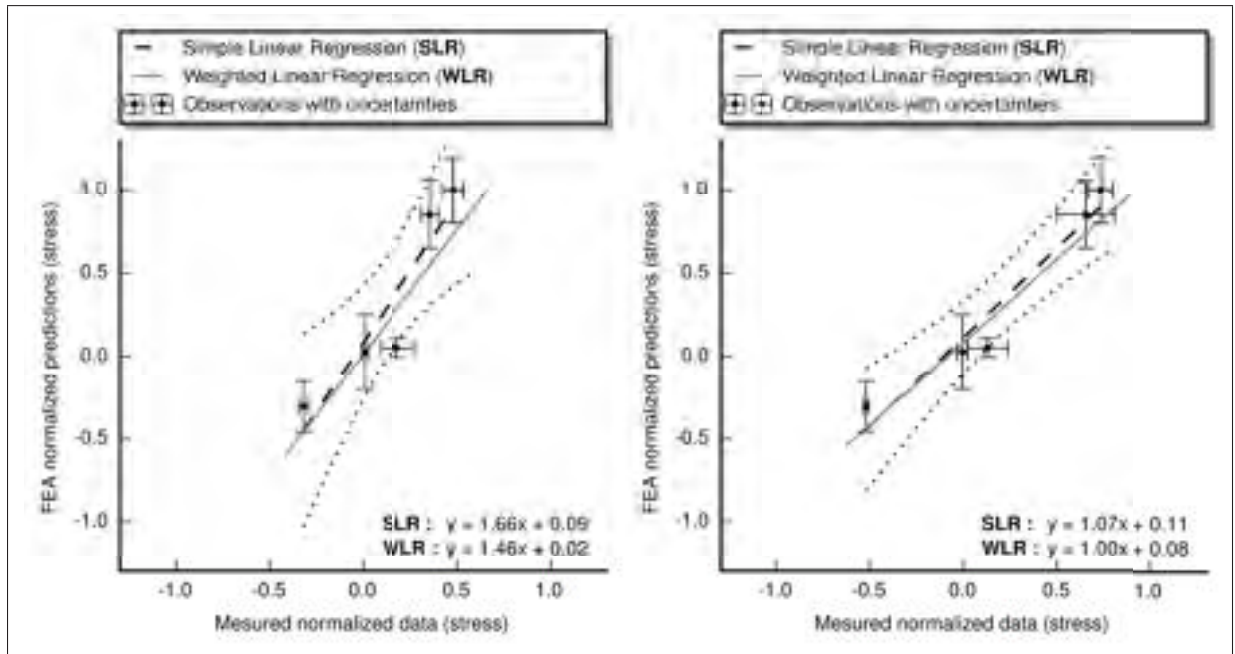 Simple Linear Regression (SLR)
Weighted Linear Regression (WLR)
Observations with uncertainties
FEA normalized predictions (stress)
1.0
0.5
0.0
-0.5
-1.0
SLR : y = 1.66x + 0.09
WLR : y = 1.46x + 0.02
-1.0 -0.5 0.0 0.5 1.0
Mesured normalized data (stress)
Simple Linear Regression (SLR)
Weighted Linear Regression (WLR)
Observations with uncertainties
FEA normalized predictions (stress)
1.0
0.5
0.0
-0.5
-1.0
SLR : y = 1.07x + 0.11
WLR : y = 1.00x + 0.08
-1.0 -0.5 0.0 0.5 1.0
Mesured normalized data (stress)